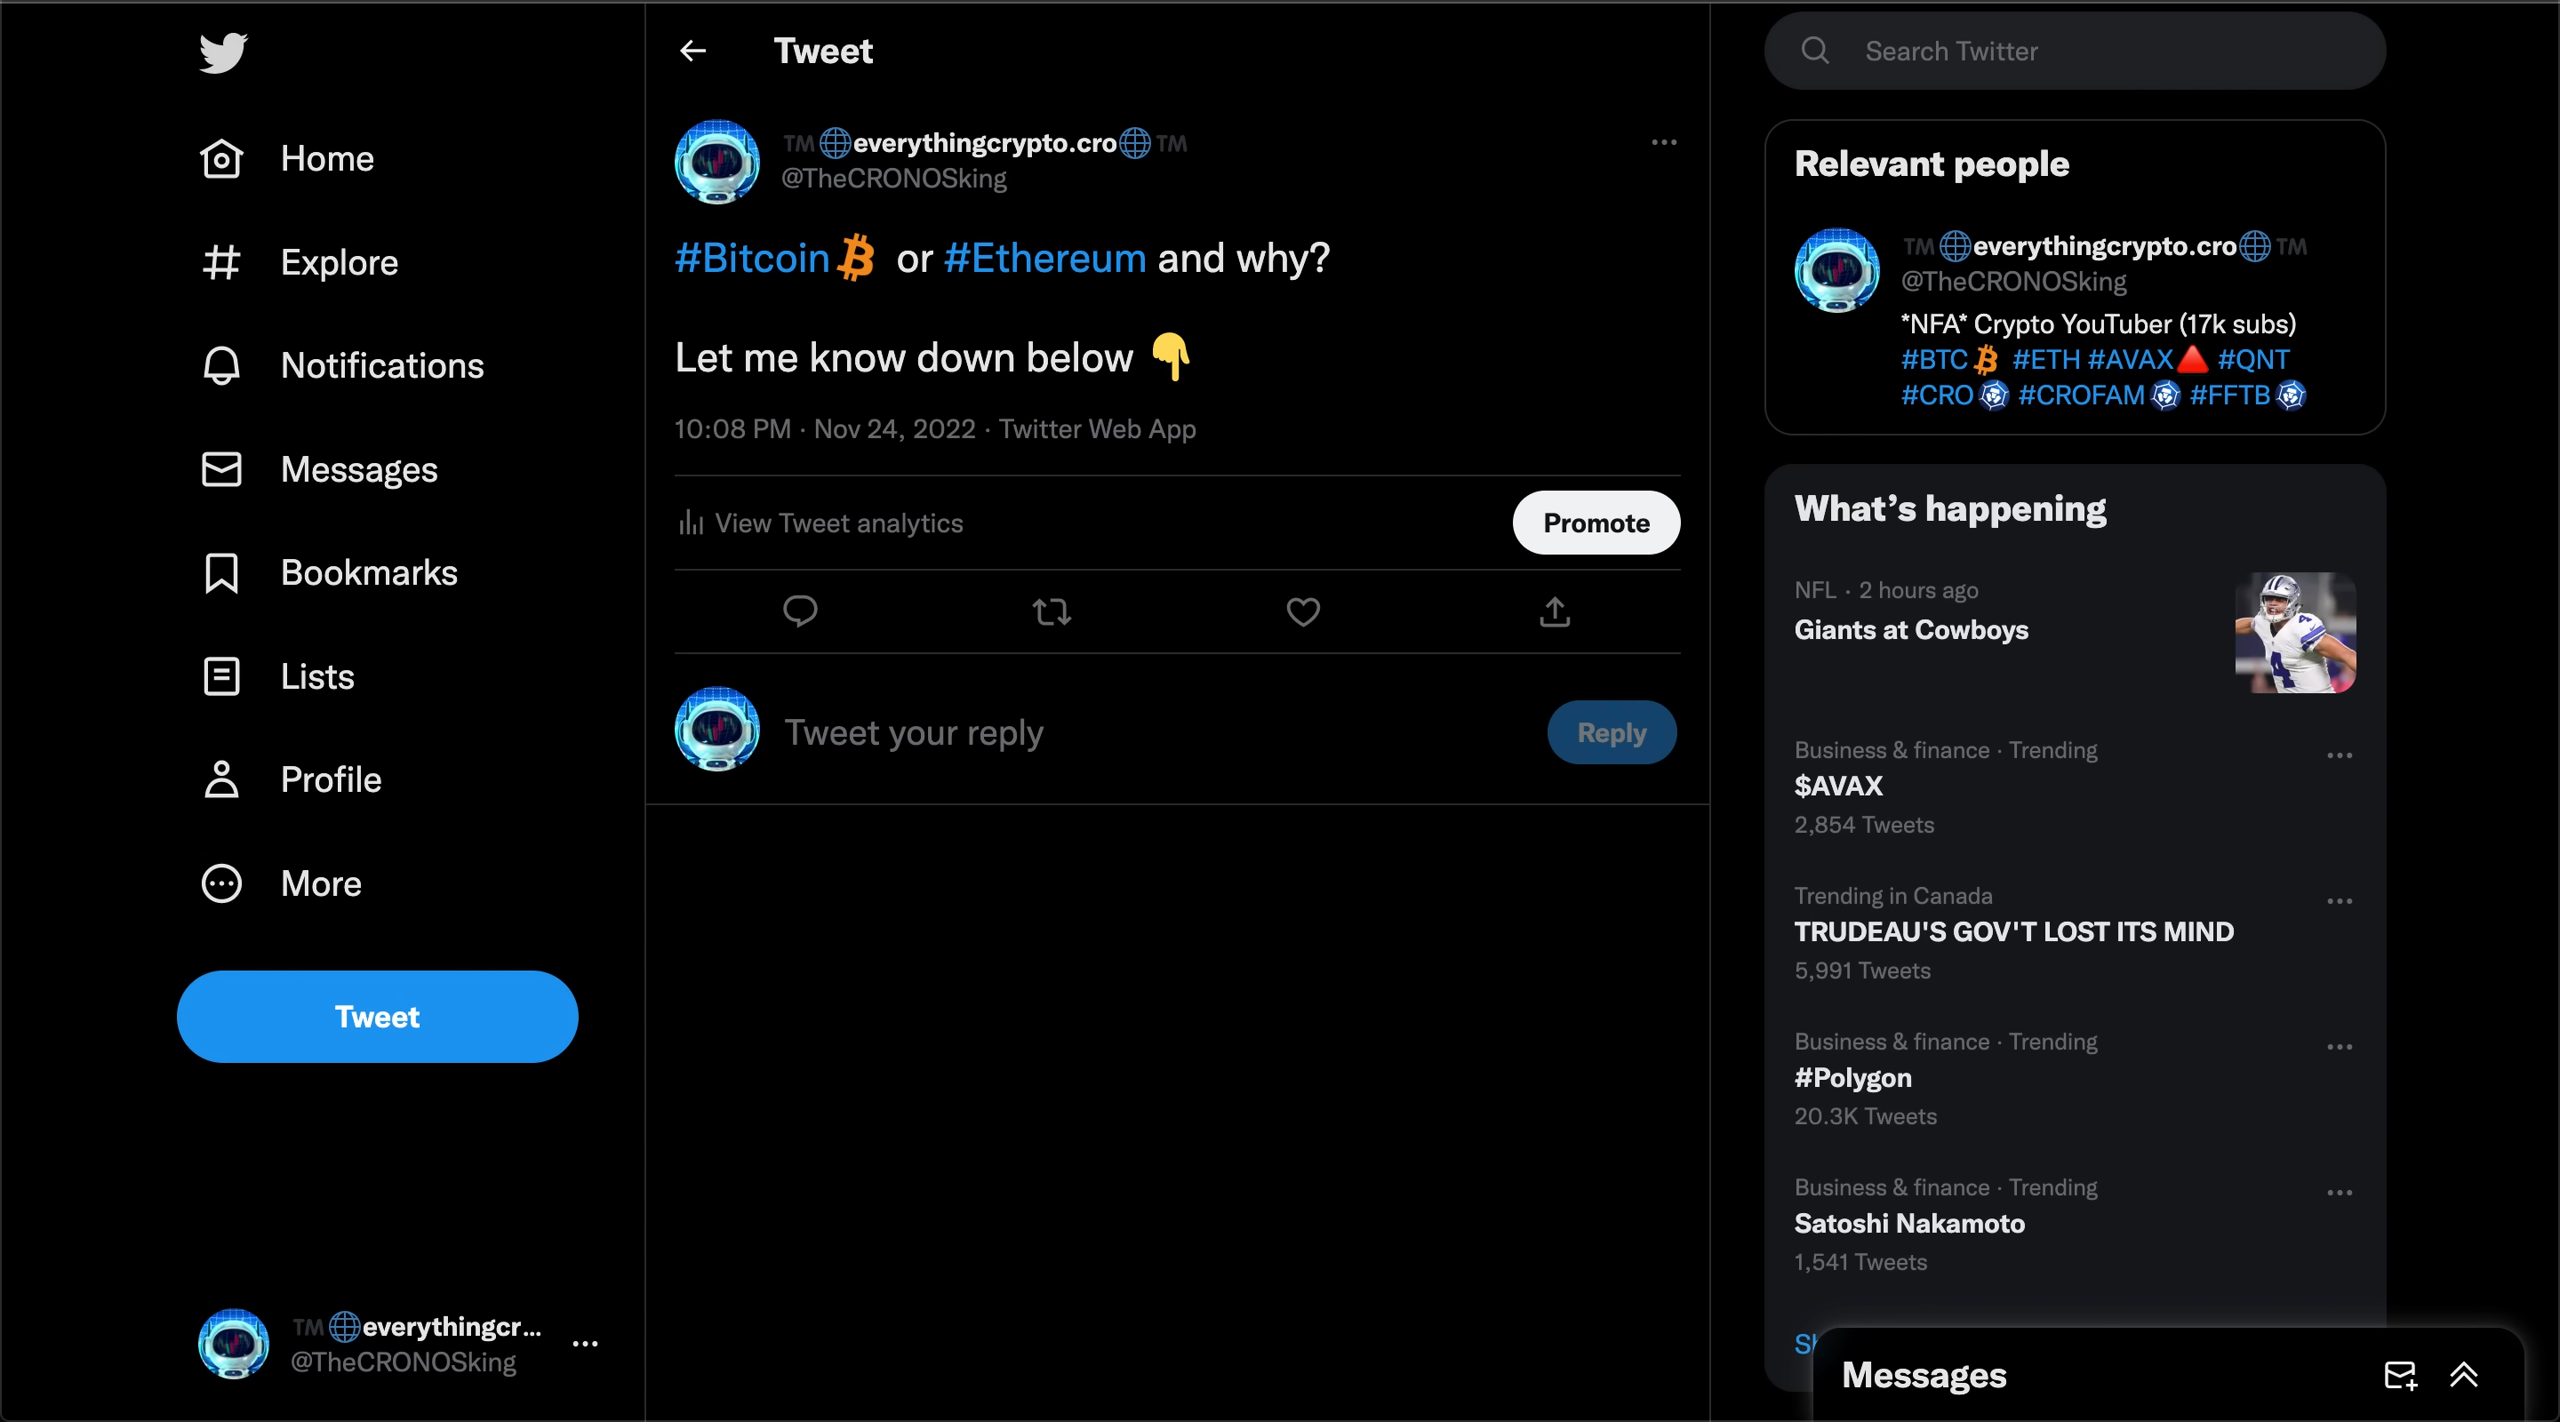 Home
Explore
Notifications
Messages
Bookmarks
Lists
Profile
More
Tweet
™️🌐everythingcr...
@TheCRONOSking
Tweet
™️🌐everythingcrypto.cro🌐™️
@TheCRONOSking
#Bitcoin or #Ethereum and why?
Let me know down below 👇
10:08 PM · Nov 24, 2022 · Twitter Web App
View Tweet analytics
Promote
Tweet your reply
Reply
Search Twitter
Relevant people
™️🌐everythingcrypto.cro🌐™️
@TheCRONOSking
*NFA* Crypto YouTuber (17k subs)
#BTC #ETH #AVAX🔺 #QNT
#CRO #CROFAM #FFTB
What’s happening
NFL · 2 hours ago
Giants at Cowboys
4
Business & finance · Trending
$AVAX
2,854 Tweets
Trending in Canada
TRUDEAU'S GOV'T LOST ITS MIND
5,991 Tweets
Business & finance · Trending
#Polygon
20.3K Tweets
Business & finance · Trending
Satoshi Nakamoto
1,541 Tweets
Messages